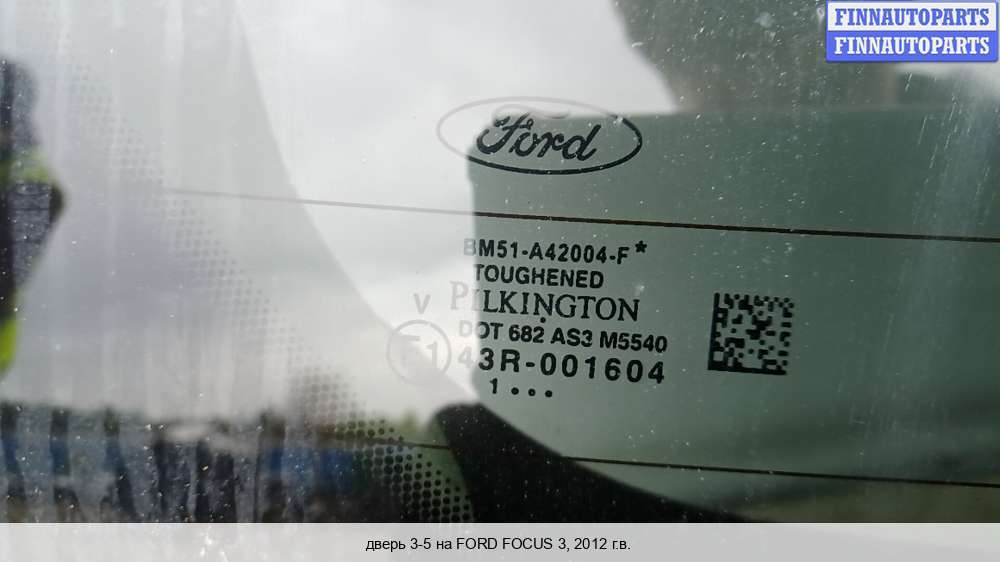 FINNAUTOPARTS
FINNAUTOPARTS
Ford
BM51-A42004-F*
TOUGHENED
V PILKINGTON
DOT 682 AS3 M5540
E1 43R-001604
1...
дверь 3-5 на FORD FOCUS 3, 2012 г.в.